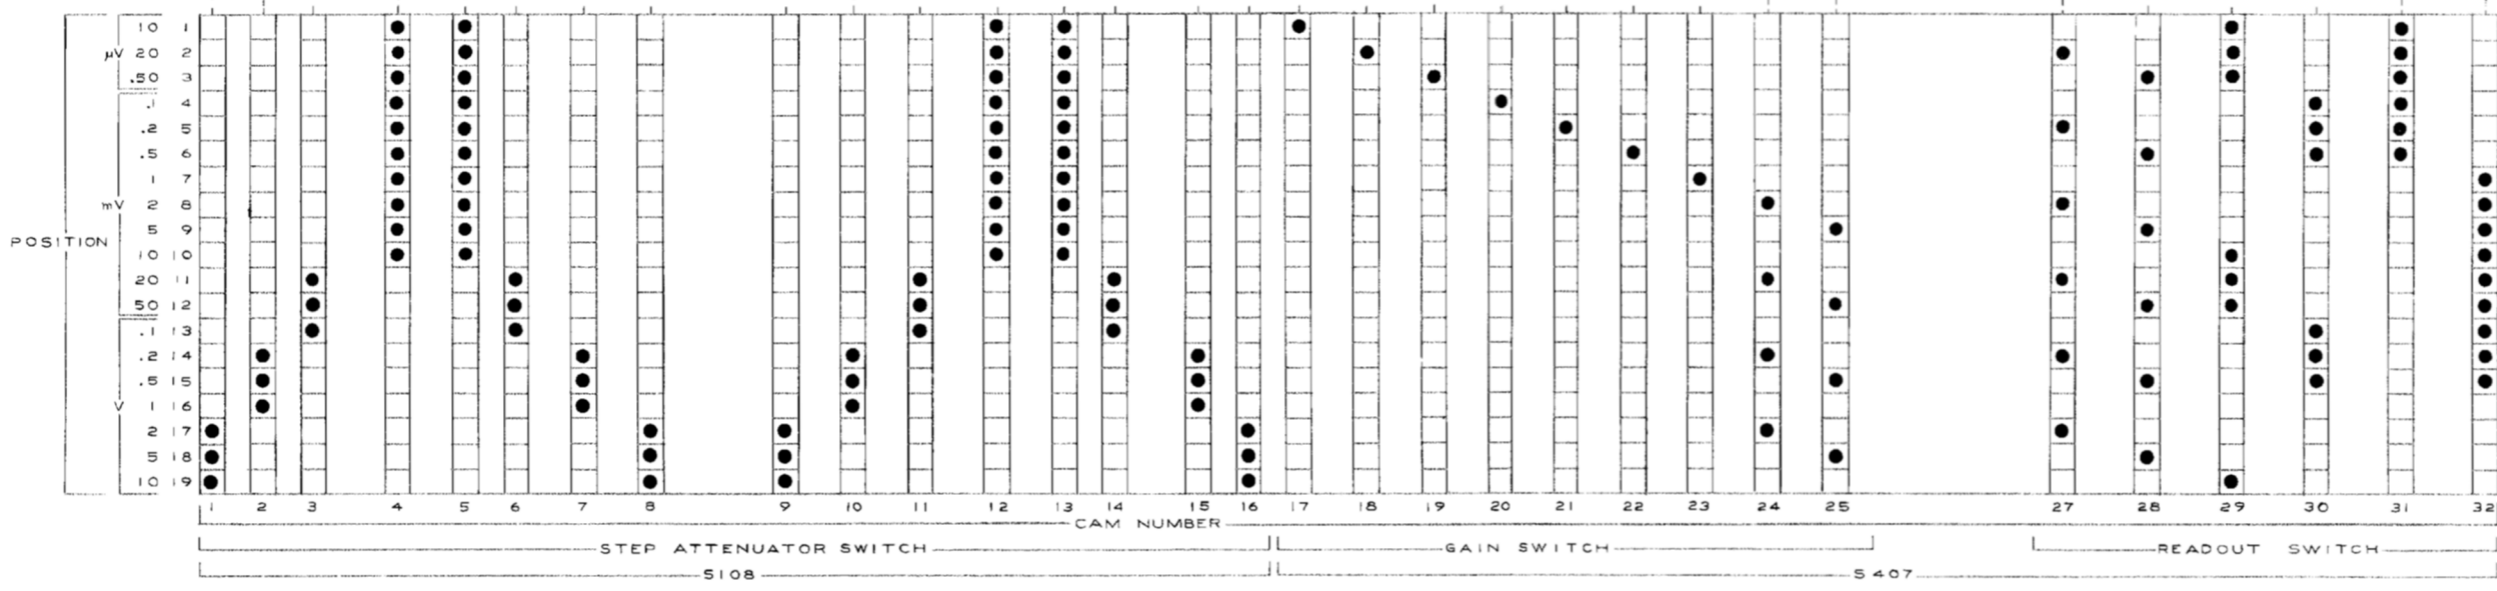 10 1
µV 20 2
.50 3
.1 4
.2 5
.5 6
1 7
mV 2 8
5 9
POSITION
10 10
20 11
50 12
.1 13
.2 14
.5 15
V 1 16
2 17
5 18
10 19
1 2 3 4 5 6 7 8 9 10 11 12 13 14 15 16 17 18 19 20 21 22 23 24 25 27 28 29 30 31 32
CAM NUMBER
STEP ATTENUATOR SWITCH GAIN SWITCH READOUT SWITCH
S108 S407